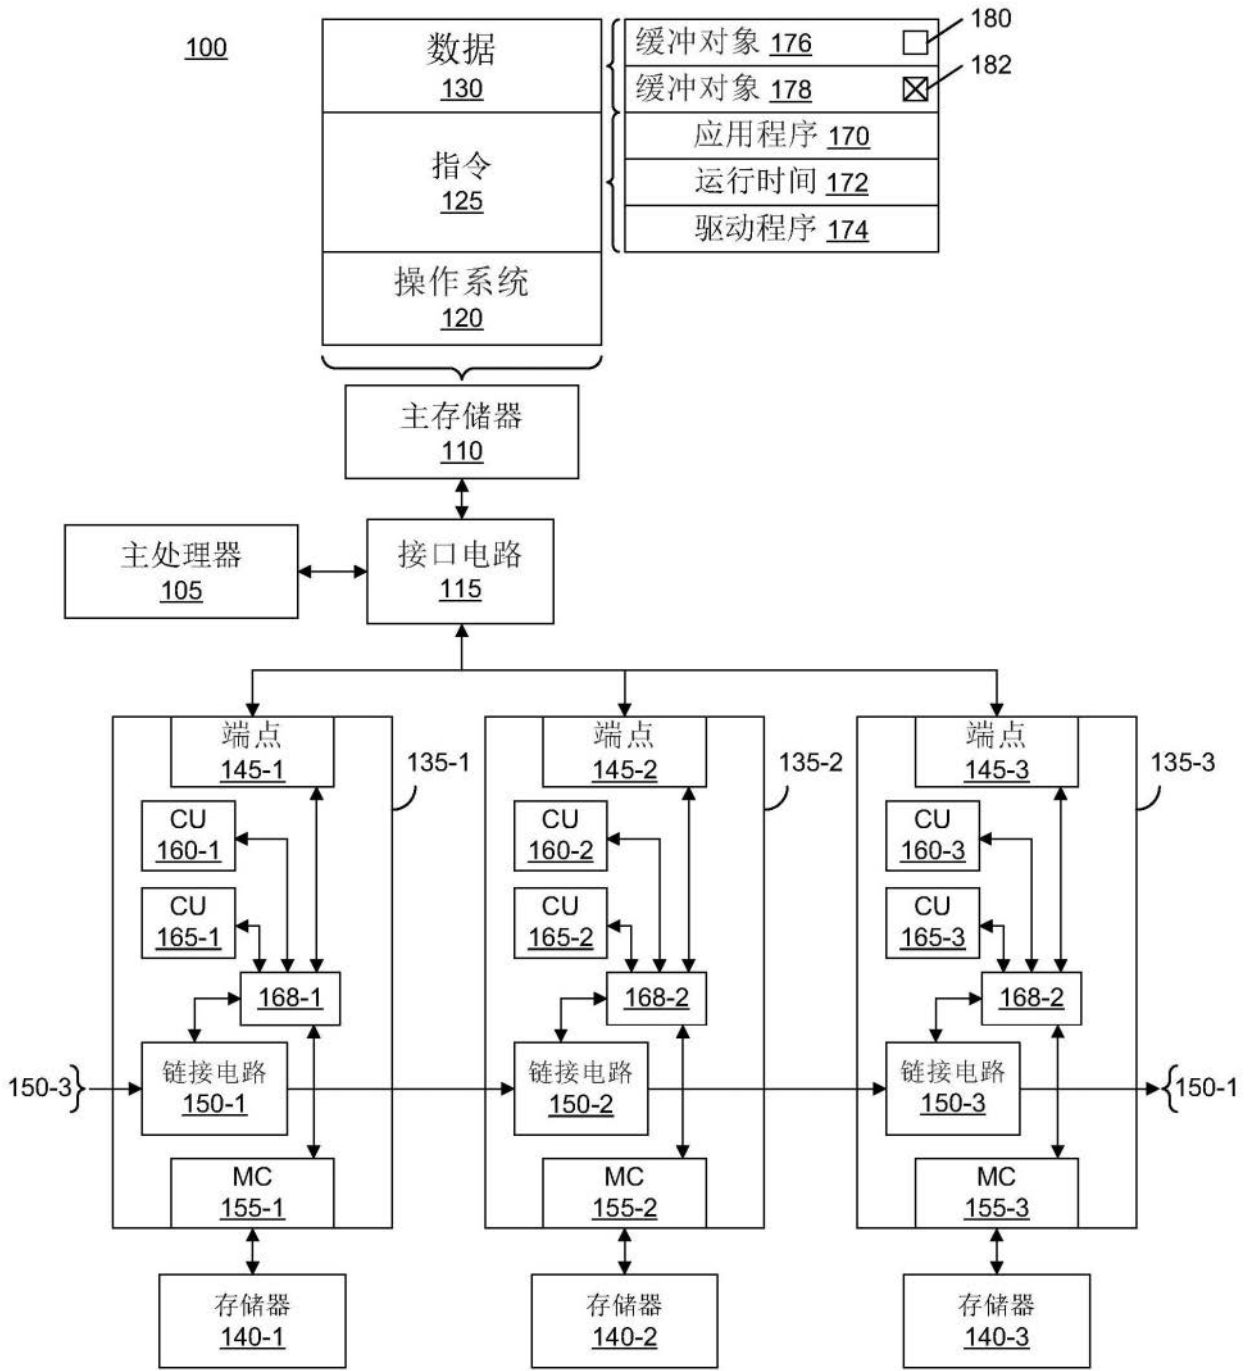 100
数据
130
指令
125
操作系统
120
缓冲对象 176
180
缓冲对象 178
182
应用程序 170
运行时间 172
驱动程序 174
主存储器
110
主处理器
105
接口电路
115
端点
145-1
135-1
CU
160-1
CU
165-1
168-1
150-3
链接电路
150-1
MC
155-1
存储器
140-1
端点
145-2
135-2
CU
160-2
CU
165-2
168-2
链接电路
150-2
MC
155-2
存储器
140-2
端点
145-3
135-3
CU
160-3
CU
165-3
168-2
链接电路
150-3
150-1
MC
155-3
存储器
140-3